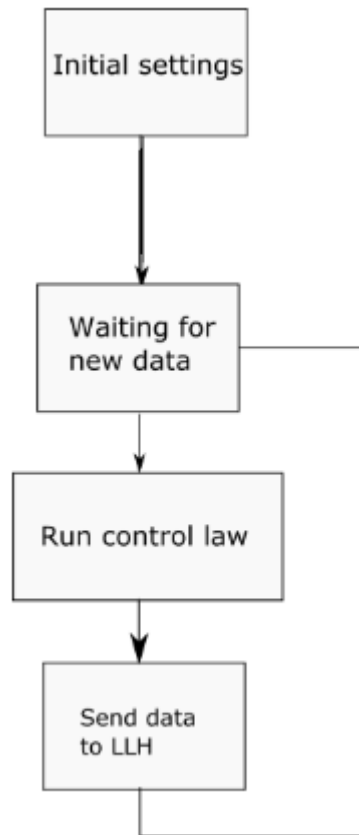 Initial settings
Waiting for
new data
Run control law
Send data
to LLH